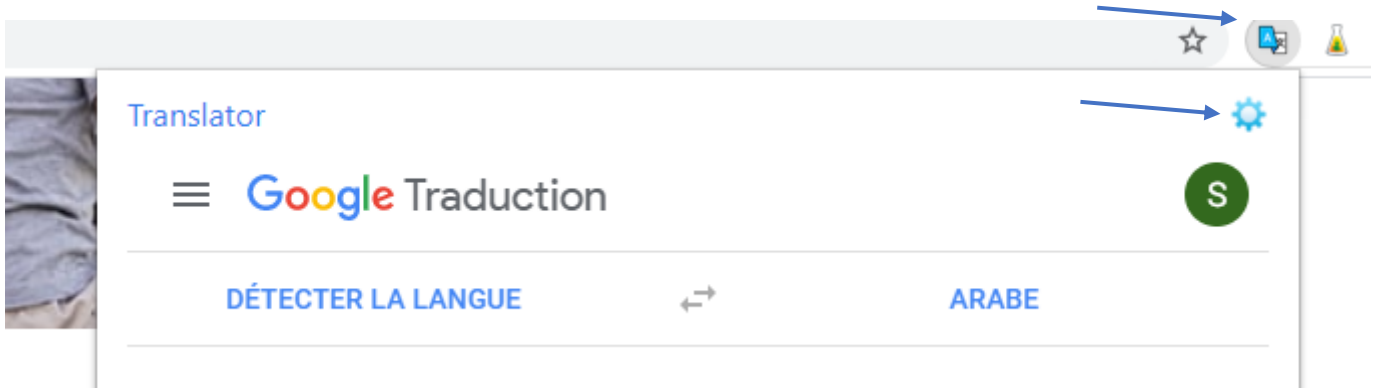 Translator
Google Traduction
S
DÉTECTER LA LANGUE
ARABE